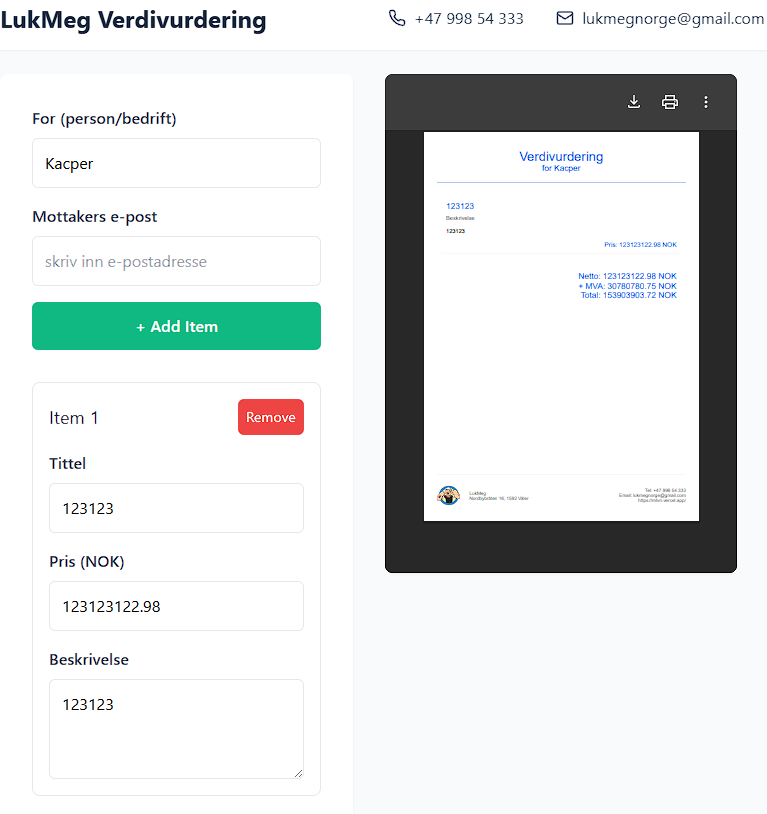 LukMeg Verdivurdering
+47 998 54 333
lukmegnorge@gmail.com
For (person/bedrift)
Kacper
Mottakers e-post
skriv inn e-postadresse
+ Add Item
Item 1
Remove
Tittel
123123
Pris (NOK)
123123122.98
Beskrivelse
123123
Verdivurdering
for Kacper
123123
Beskrivelse
123123
Pris: 123123122.98 NOK
Netto: 123123122.98 NOK
+ MVA: 30780780.75 NOK
Total: 153903903.72 NOK
LukMeg
16, 1592 Våler
Tel: +47 998 54 333
Email: lukmegnorge@gmail.com